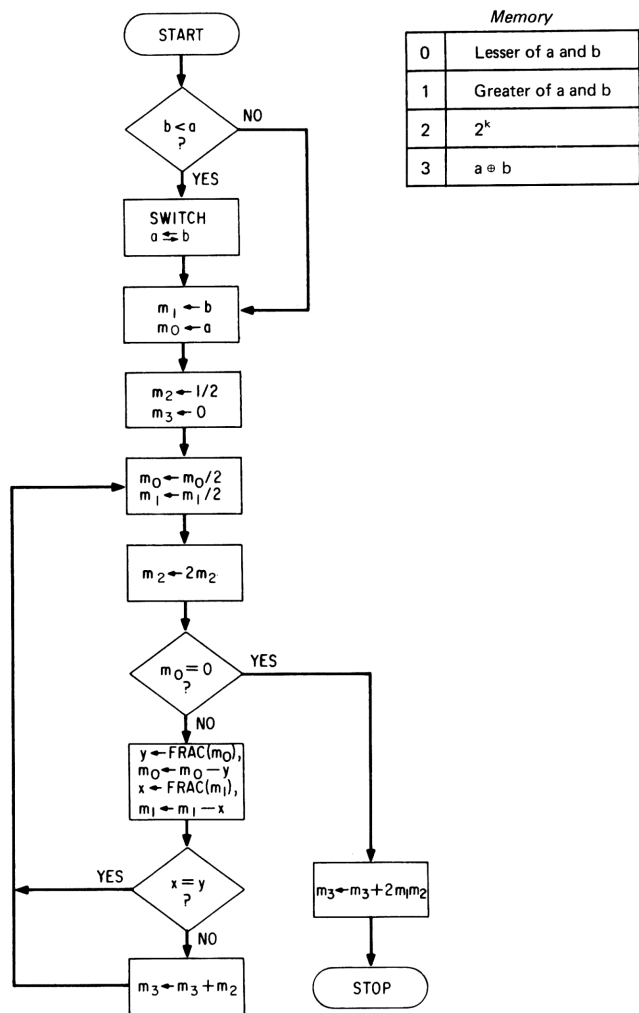 START
b < a
?
NO
YES
SWITCH
a ⇆ b
m₁ ← b
m₀ ← a
m₂ ← 1/2
m₃ ← 0
m₀ ← m₀/2
m₁ ← m₁/2
m₂ ← 2m₂
m₀ = 0
?
YES
NO
y ← FRAC(m₀),
m₀ ← m₀ – y
x ← FRAC(m₁),
m₁ ← m₁ – x
YES
x = y
?
NO
m₃ ← m₃ + m₂
m₃ ← m₃ + 2m₁m₂
STOP
Memory
0 Lesser of a and b
1 Greater of a and b
2 2ᵏ
3 a ⊕ b